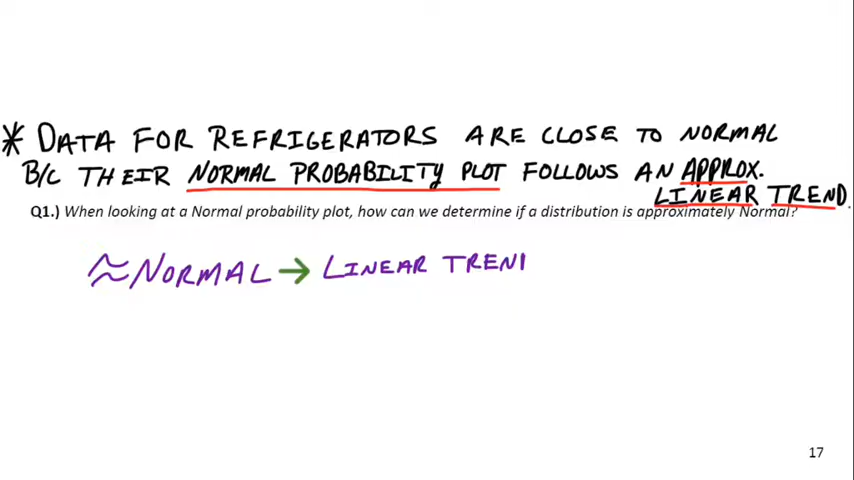 * DATA FOR REFRIGERATORS ARE CLOSE TO NORMAL
B/C THEIR NORMAL PROBABILITY PLOT FOLLOWS AN APPROX.
LINEAR TREND.
Q1.) When looking at a Normal probability plot, how can we determine if a distribution is approximately Normal?
≈ NORMAL → LINEAR TREN
17